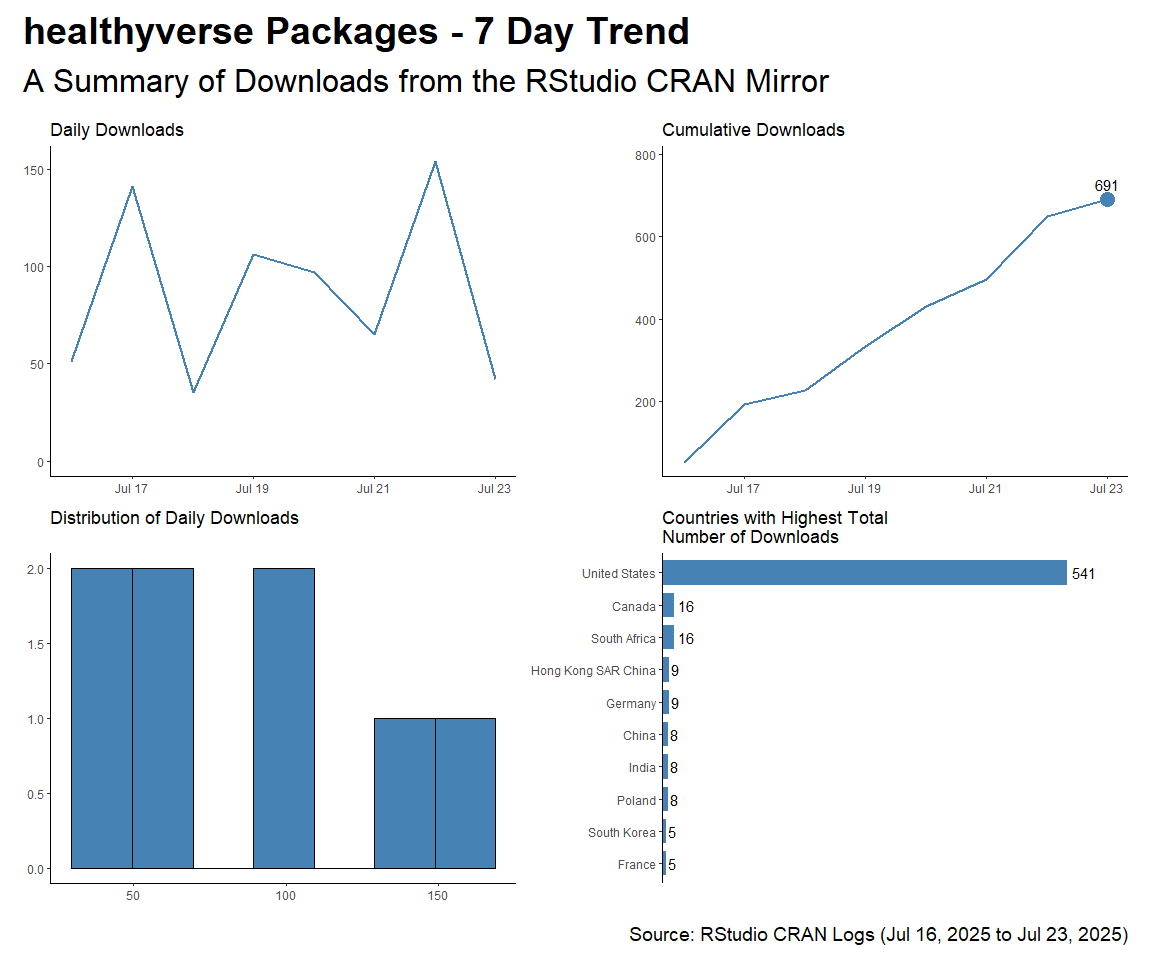 healthyverse Packages - 7 Day Trend
A Summary of Downloads from the RStudio CRAN Mirror
Daily Downloads
150
100
50
0
Jul 17 Jul 19 Jul 21 Jul 23
Cumulative Downloads
800
600
400
200
691
Jul 17 Jul 19 Jul 21 Jul 23
Distribution of Daily Downloads
2.0
1.5
1.0
0.5
0.0
50 100 150
Countries with Highest Total
Number of Downloads
United States 541
Canada 16
South Africa 16
Hong Kong SAR China 9
Germany 9
China 8
India 8
Poland 8
South Korea 5
France 5
Source: RStudio CRAN Logs (Jul 16, 2025 to Jul 23, 2025)